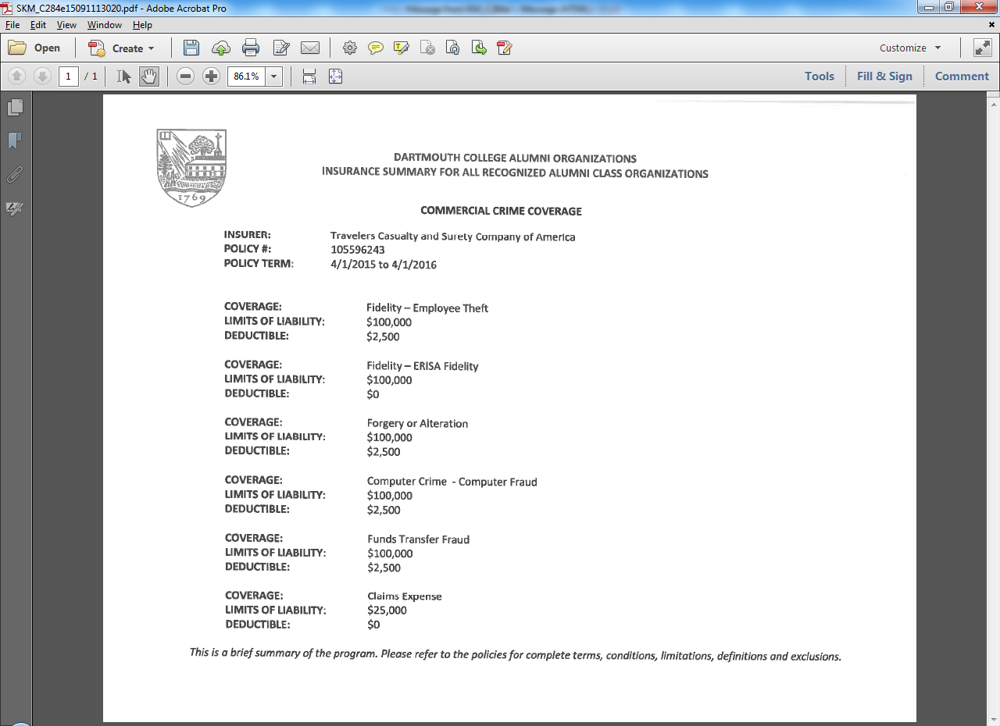 SKM_C284e15091113020.pdf - Adobe Acrobat Pro
File Edit View Window Help
Open Create Customize
1 / 1 86.1% Tools Fill & Sign Comment
1769
DARTMOUTH COLLEGE ALUMNI ORGANIZATIONS
INSURANCE SUMMARY FOR ALL RECOGNIZED ALUMNI CLASS ORGANIZATIONS
COMMERCIAL CRIME COVERAGE
INSURER: Travelers Casualty and Surety Company of America
POLICY #: 105596243
POLICY TERM: 4/1/2015 to 4/1/2016
COVERAGE: Fidelity – Employee Theft
LIMITS OF LIABILITY: $100,000
DEDUCTIBLE: $2,500
COVERAGE: Fidelity – ERISA Fidelity
LIMITS OF LIABILITY: $100,000
DEDUCTIBLE: $0
COVERAGE: Forgery or Alteration
LIMITS OF LIABILITY: $100,000
DEDUCTIBLE: $2,500
COVERAGE: Computer Crime - Computer Fraud
LIMITS OF LIABILITY: $100,000
DEDUCTIBLE: $2,500
COVERAGE: Funds Transfer Fraud
LIMITS OF LIABILITY: $100,000
DEDUCTIBLE: $2,500
COVERAGE: Claims Expense
LIMITS OF LIABILITY: $25,000
DEDUCTIBLE: $0
This is a brief summary of the program. Please refer to the policies for complete terms, conditions, limitations, definitions and exclusions.